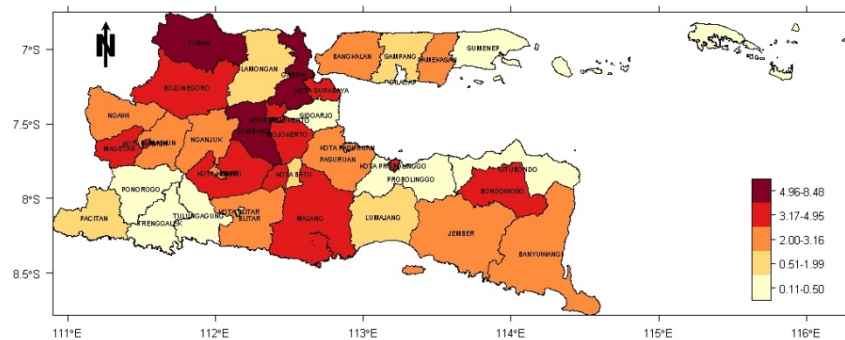 7°S
N
TUBAN
SUMENEP
BANGKALAN
SAMPANG
PAMEKASAN
LAMONGAN
GRESIK
CILACAP
BOJONEGORO
KOTA SURABAYA
7.5°S
NGAWI
SIDOARJO
JOMBANG
MOJOKERTO
MAGETAN
NGANJUK
KOTA PASURUAN
PASURUAN
SITUBONDO
8°S
KOTA PROBOLINGGO
PROBOLINGGO
KOTA BATU
BONDOWOSO
PONOROGO
4.96-8.48
PACITAN
TULUNGAGUNG
KOTA BLITAR
BLITAR
MALANG
LUMAJANG
3.17-4.95
TRENGGALEK
JEMBER
2.00-3.16
BANYUWANGI
0.51-1.99
8.5°S
0.11-0.50
111°E
112°E
113°E
114°E
115°E
116°E